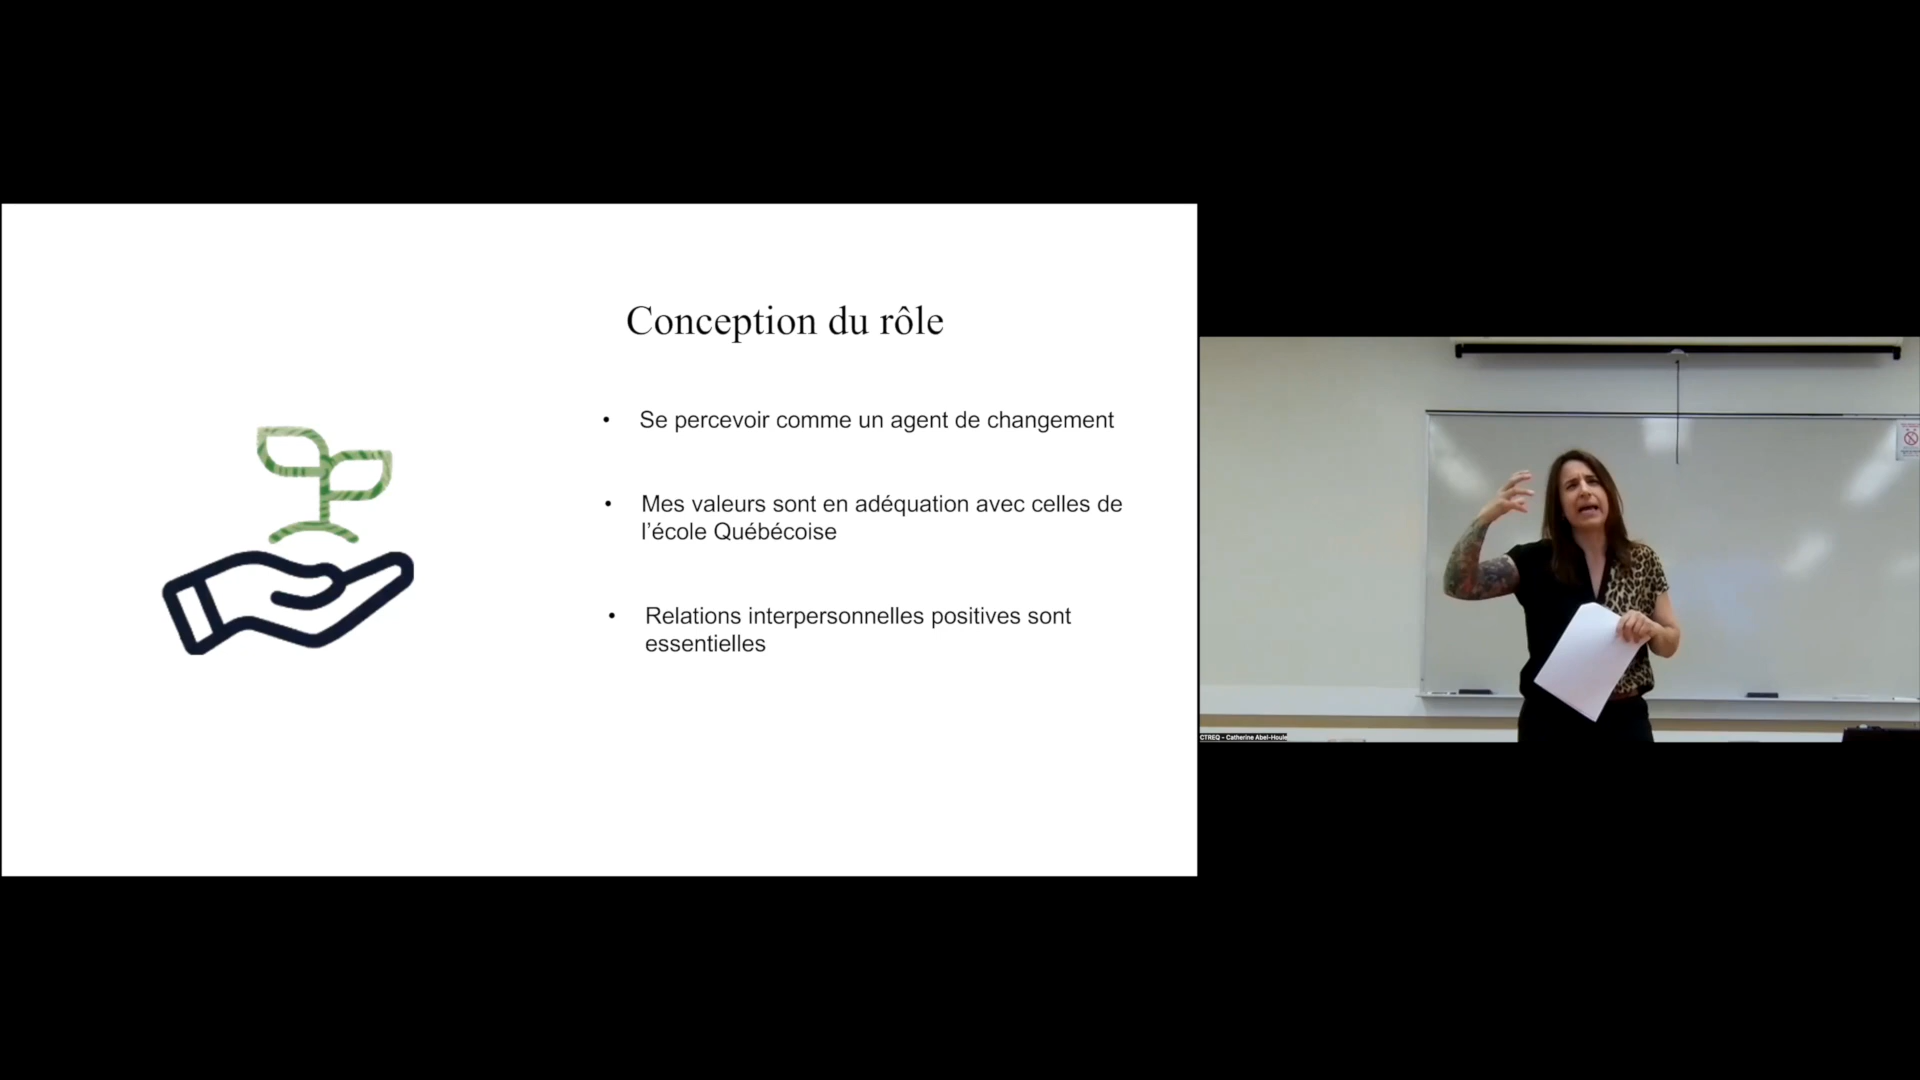 Conception du rôle
• Se percevoir comme un agent de changement
• Mes valeurs sont en adéquation avec celles de
l’école Québécoise
• Relations interpersonnelles positives sont
essentielles
CTREQ - Catherine Abel-Houle